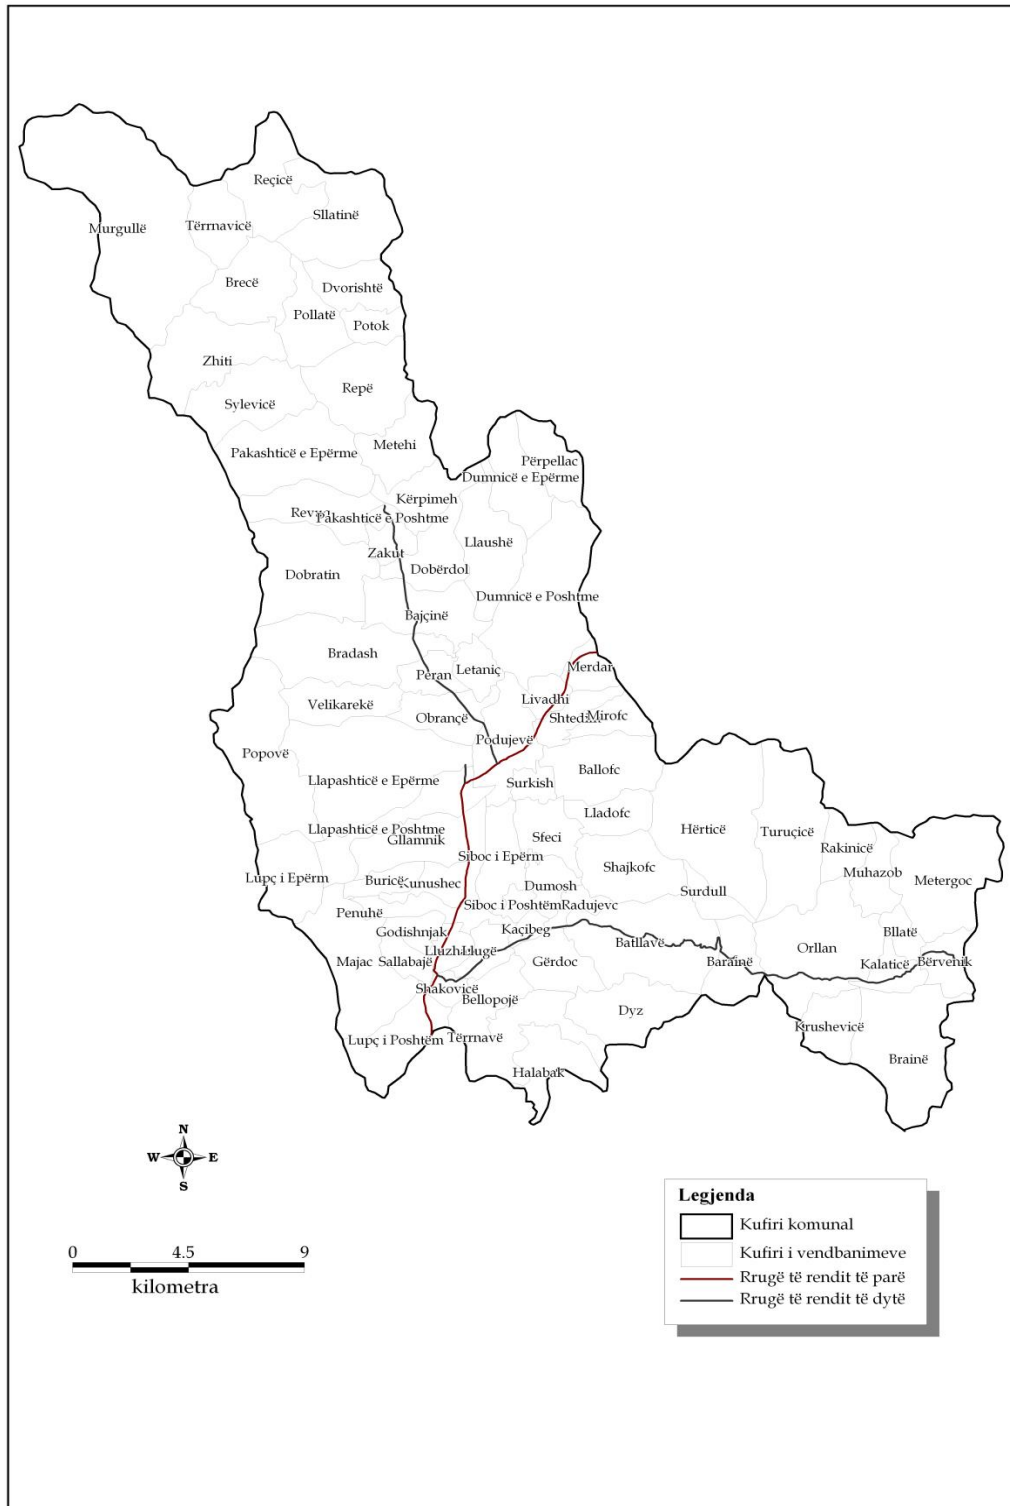 Reçicë
Sllatinë
Murgullë
Tërrnavicë
Brecë
Dvorishtë
Pollatë
Potok
Zhiti
Repë
Sylevicë
Metehi
Pakashticë e Epërme
Përpellac
Dumnicë e Epërme
Kërpimeh
Pakashticë e Poshtme
Llaushë
Zakut
Dobërdol
Dobratin
Dumnicë e Poshtme
Bajçinë
Bradash
Letaniç
Merdar
Peran
Livadhi
Velikarekë
Obrançë
Mirofc
Podujevë
Popovë
Ballofc
Llapashticë e Epërme
Surkish
Lladofc
Llapashticë e Poshtme
Hërticë
Turuçicë
Gllamnik
Sfeci
Rakinicë
Siboc i Epërm
Shajkofc
Muhazob
Lupç i Epërm
Buricë
Kunushec
Dumosh
Surdull
Metergoc
Siboc i Poshtëm
Radujevc
Penuhë
Godishnjak
Kaçibeg
Batllavë
Bllatë
Llugë
Orllan
Majac
Sallabajë
Gërdoc
Barainë
Kalaticë
Bërvenik
Shakovicë
Bellopojë
Dyz
Krushevicë
Lupç i Poshtëm
Tërrnavë
Brainë
Halabak
N
W
E
S
0
4.5
9
kilometra
Legjenda
Kufiri komunal
Kufiri i vendbanimeve
Rrugë të rendit të parë
Rrugë të rendit të dytë